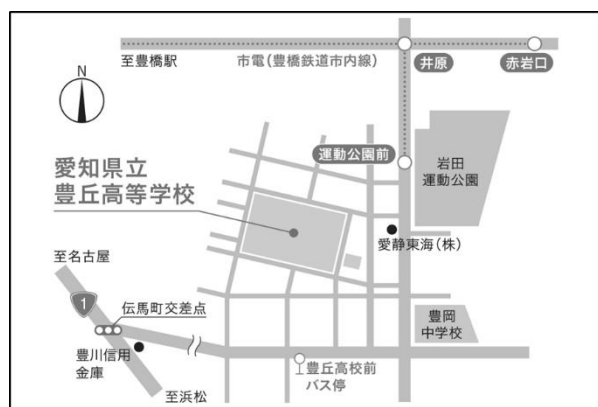 至豊橋駅
市電(豊橋鉄道市内線)
井原
赤岩口
N
運動公園前
岩田
運動公園
愛知県立
豊丘高等学校
愛静東海(株)
至名古屋
1
伝馬町交差点
豊川信用
金庫
至浜松
豊丘高校前
バス停
豊岡
中学校